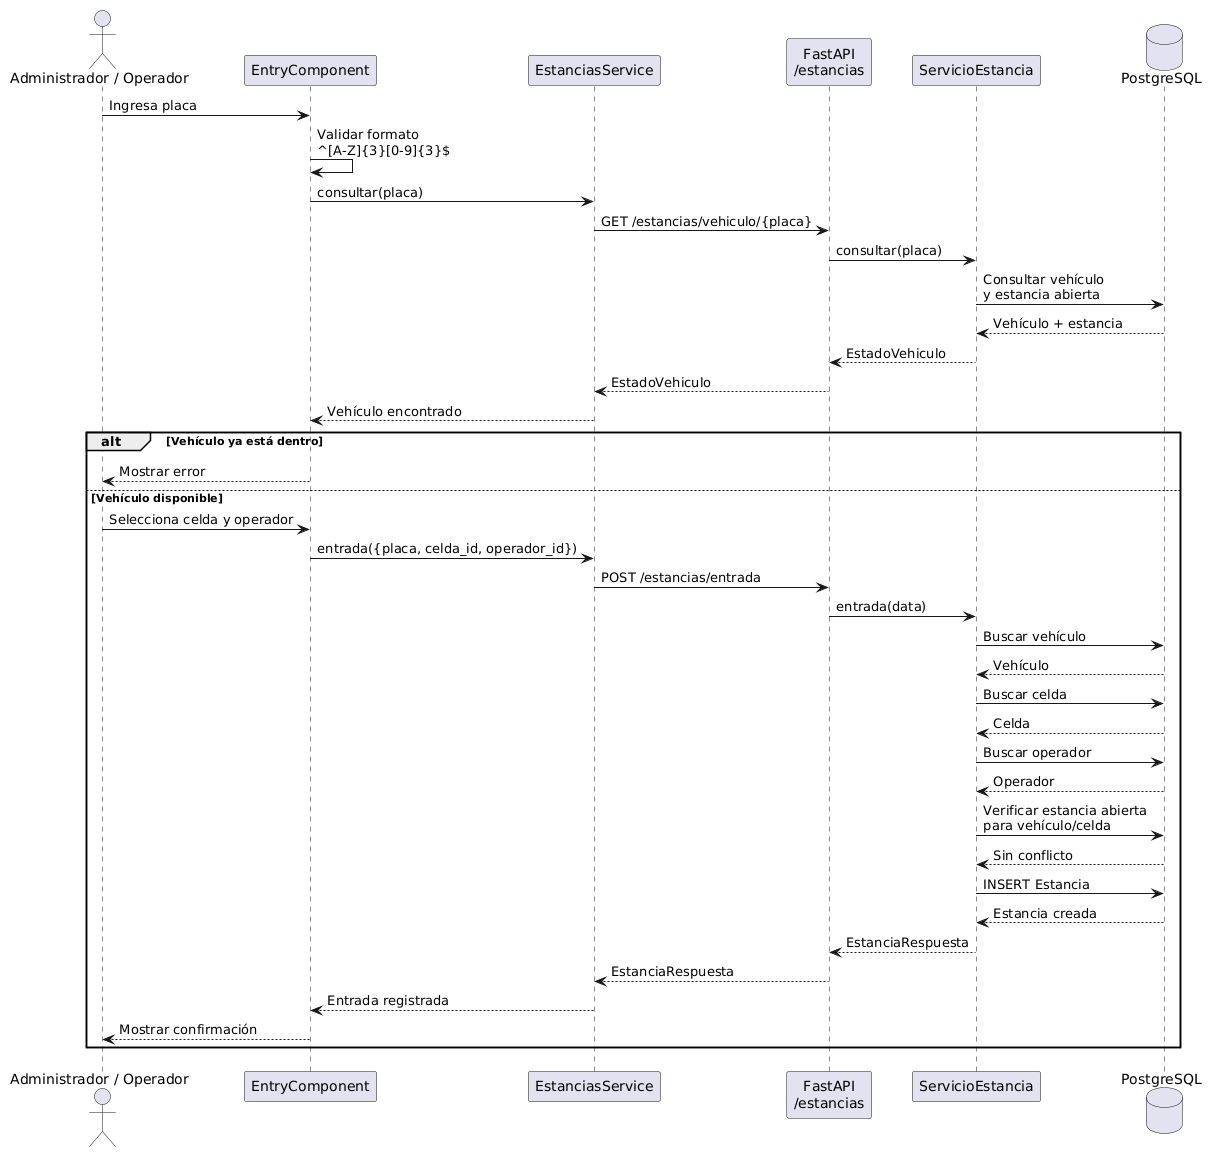 Administrador / Operador
EntryComponent
EstanciasService
FastAPI
/estancias
ServicioEstancia
PostgreSQL
Ingresa placa
Validar formato
^[A-Z]{3}[0-9]{3}$
consultar(placa)
GET /estancias/vehiculo/{placa}
consultar(placa)
Consultar vehículo
y estancia abierta
Vehículo + estancia
EstadoVehiculo
EstadoVehiculo
Vehículo encontrado
alt [Vehículo ya está dentro]
Mostrar error
[Vehículo disponible]
Selecciona celda y operador
entrada({placa, celda_id, operador_id})
POST /estancias/entrada
entrada(data)
Buscar vehículo
Vehículo
Buscar celda
Celda
Buscar operador
Operador
Verificar estancia abierta
para vehículo/celda
Sin conflicto
INSERT Estancia
Estancia creada
EstanciaRespuesta
EstanciaRespuesta
Entrada registrada
Mostrar confirmación
Administrador / Operador
EntryComponent
EstanciasService
FastAPI
/estancias
ServicioEstancia
PostgreSQL